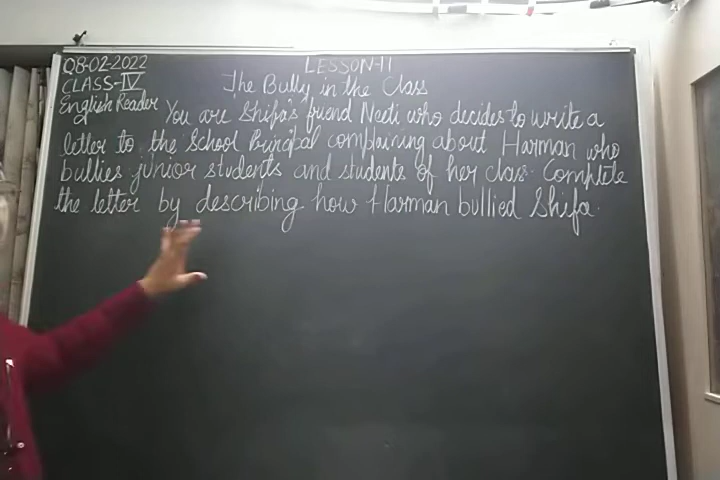 08-02-2022
LESSON-11
CLASS-IV
The Bully in the Class
English Reader
You are Shifa's friend Neeti who decides to write a
letter to the School Principal complaining about Harman who
bullies junior students and students of her class. Complete
the letter by describing how Harman bullied Shifa.